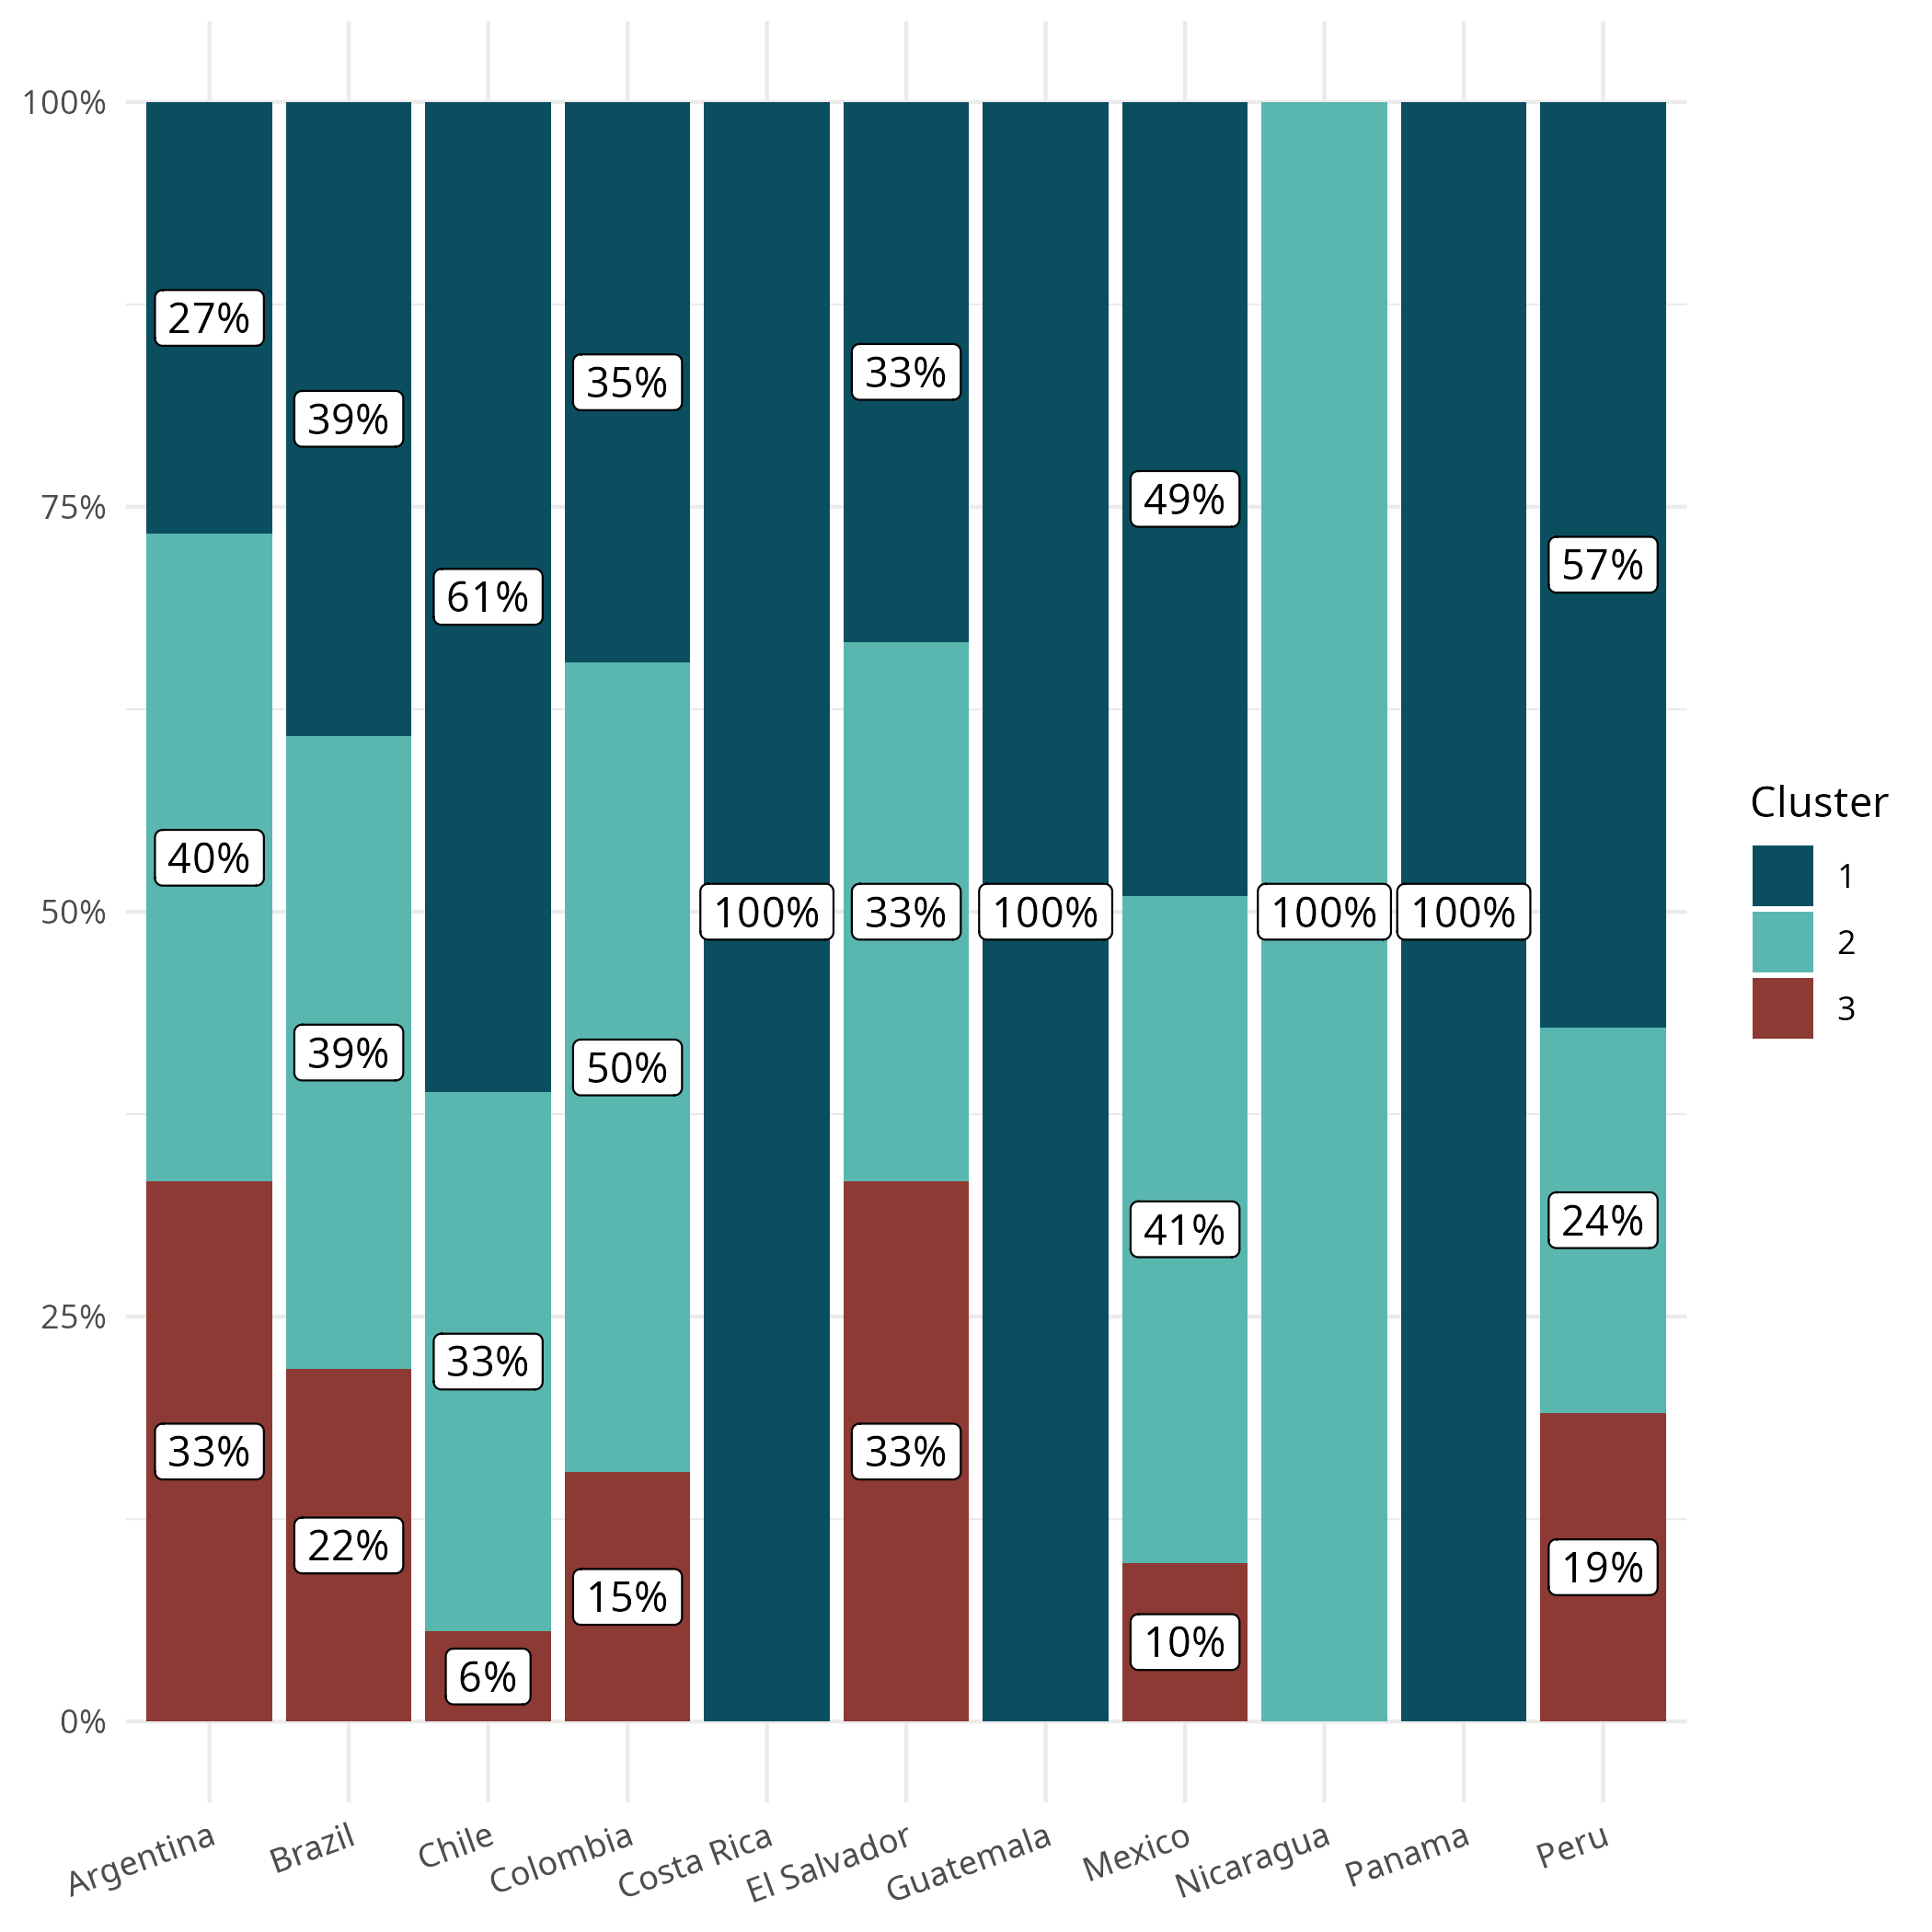 100%
75%
50%
25%
0%
27%
40%
33%
39%
39%
22%
61%
33%
6%
35%
50%
15%
100%
33%
33%
33%
100%
49%
41%
10%
100%
100%
57%
24%
19%
Argentina
Brazil
Chile
Colombia
Costa Rica
El Salvador
Guatemala
Mexico
Nicaragua
Panama
Peru
Cluster
1
2
3